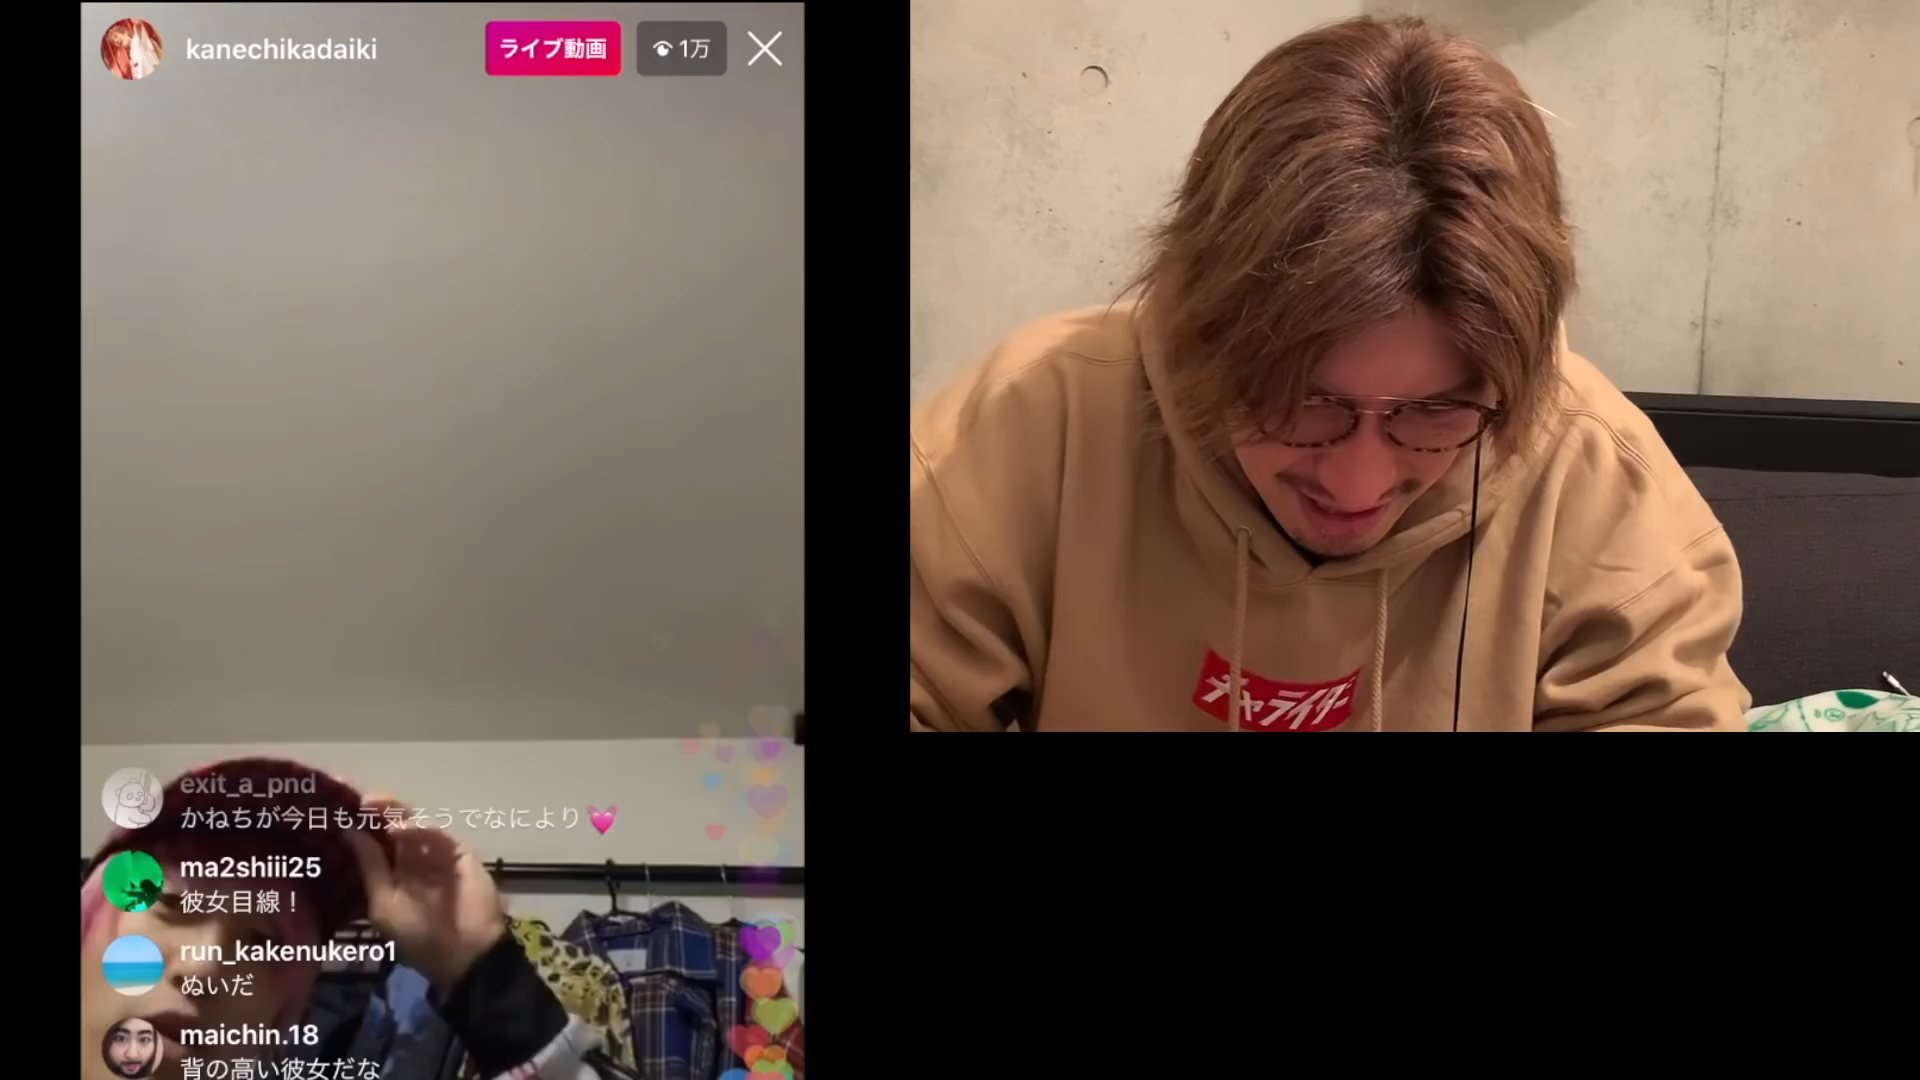 kanechikadaiki
ライブ動画
1万
exit_a_pnd
かねちが今日も元気そうでなにより💓
ma2shiii25
彼女目線！
run_kakenukero1
ぬいだ
maichin.18
背の高い彼女だな
チャライダー